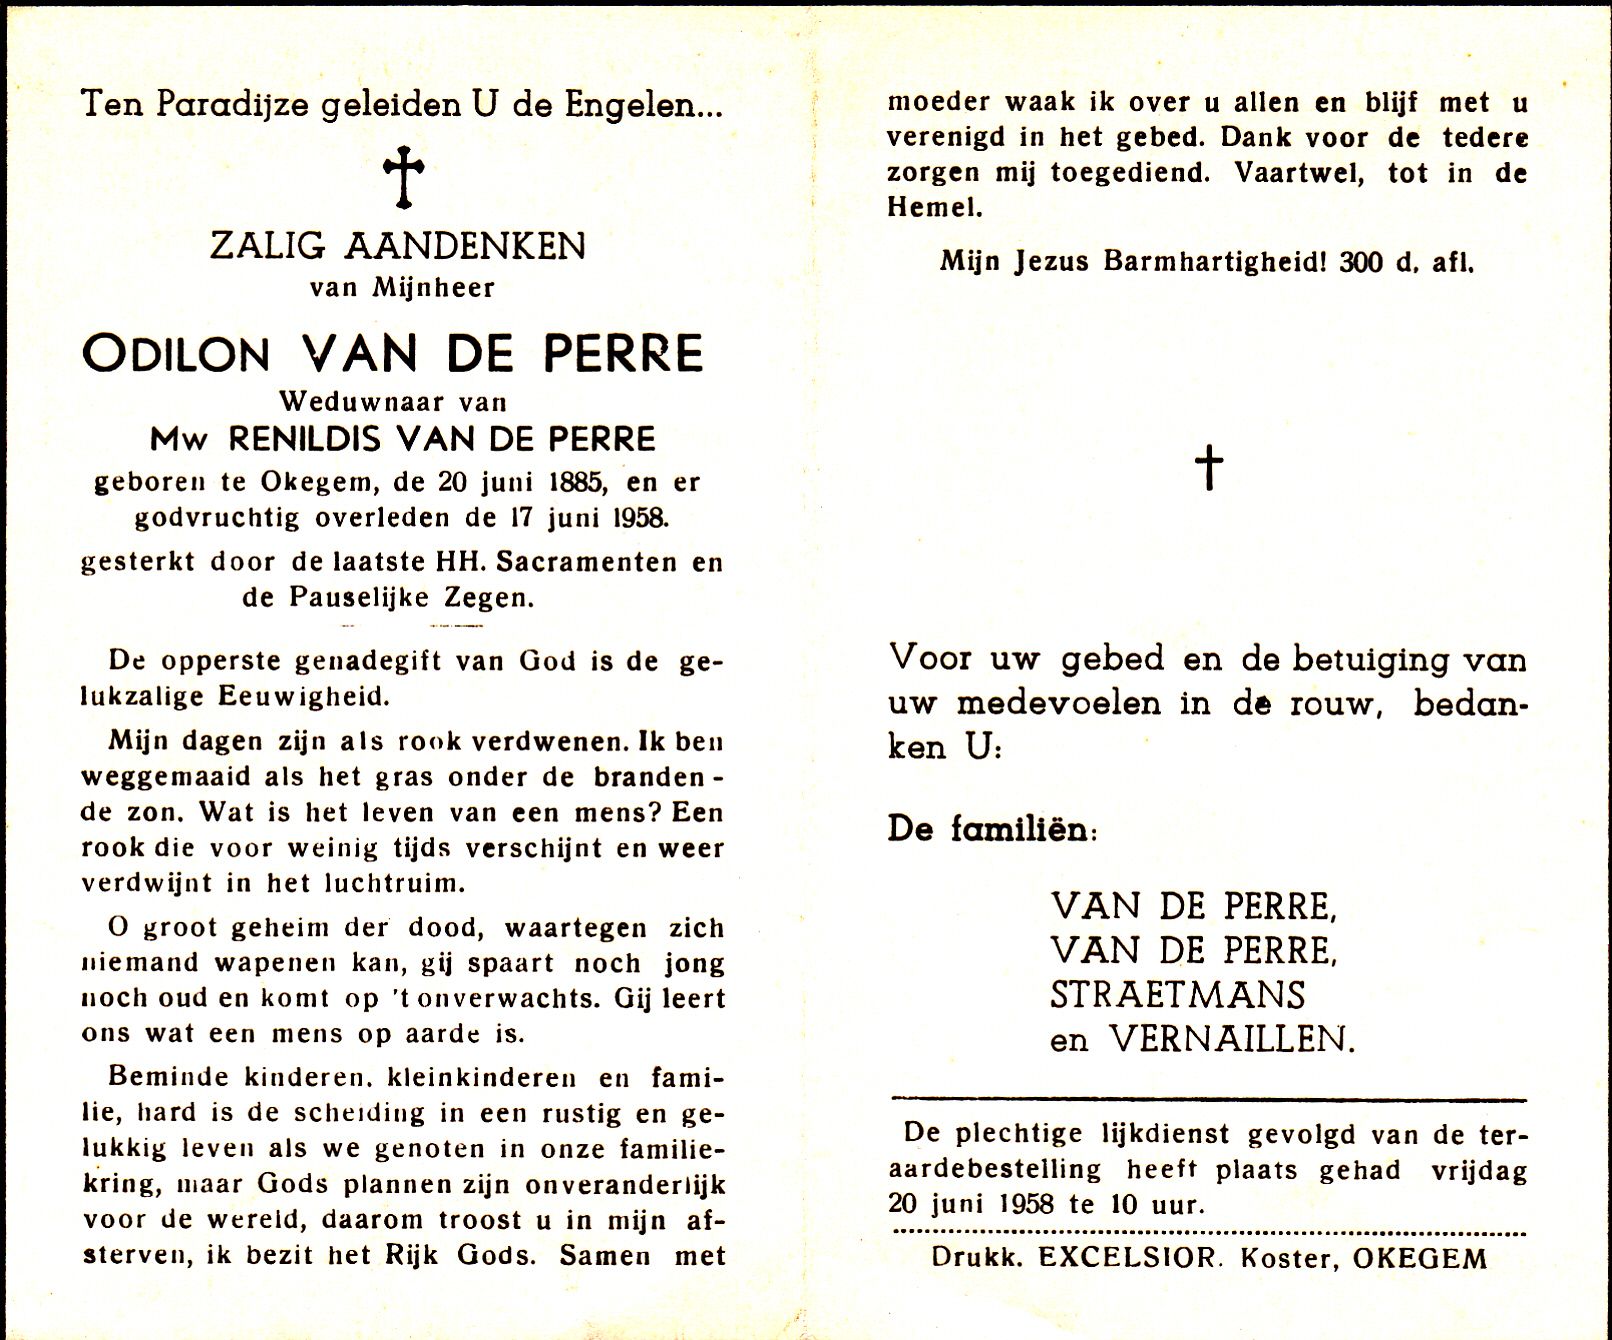 Ten Paradijze geleiden U de Engelen...
ZALIG AANDENKEN
van Mijnheer
ODILON VAN DE PERRE
Weduwnaar van
Mw RENILDIS VAN DE PERRE
geboren te Okegem, de 20 juni 1885, en er
godvruchtig overleden de 17 juni 1958.
gesterkt door de laatste HH. Sacramenten en
de Pauselijke Zegen.
De opperste genadegift van God is de ge-
lukzalige Eeuwigheid.
Mijn dagen zijn als rook verdwenen. Ik ben
weggemaaid als het gras onder de branden-
de zon. Wat is het leven van een mens? Een
rook die voor weinig tijds verschijnt en weer
verdwijnt in het luchtruim.
O groot geheim der dood, waartegen zich
niemand wapenen kan, gij spaart noch jong
noch oud en komt op 't onverwachts. Gij leert
ons wat een mens op aarde is.
Beminde kinderen. kleinkinderen en fami-
lie, hard is de scheiding in een rustig en ge-
lukkig leven als we genoten in onze familie-
kring, maar Gods plannen zijn onveranderlijk
voor de wereld, daarom troost u in mijn af-
sterven, ik bezit het Rijk Gods. Samen met
moeder waak ik over u allen en blijf met u
verenigd in het gebed. Dank voor de tedere
zorgen mij toegediend. Vaartwel, tot in de
Hemel.
Mijn Jezus Barmhartigheid! 300 d. afl.
Voor uw gebed en de betuiging van
uw medevoelen in de rouw, bedan-
ken U:
De familiën:
VAN DE PERRE,
VAN DE PERRE,
STRAETMANS
en VERNAILLEN.
De plechtige lijkdienst gevolgd van de ter-
aardebestelling heeft plaats gehad vrijdag
20 juni 1958 te 10 uur.
Drukk. EXCELSIOR. Koster, OKEGEM